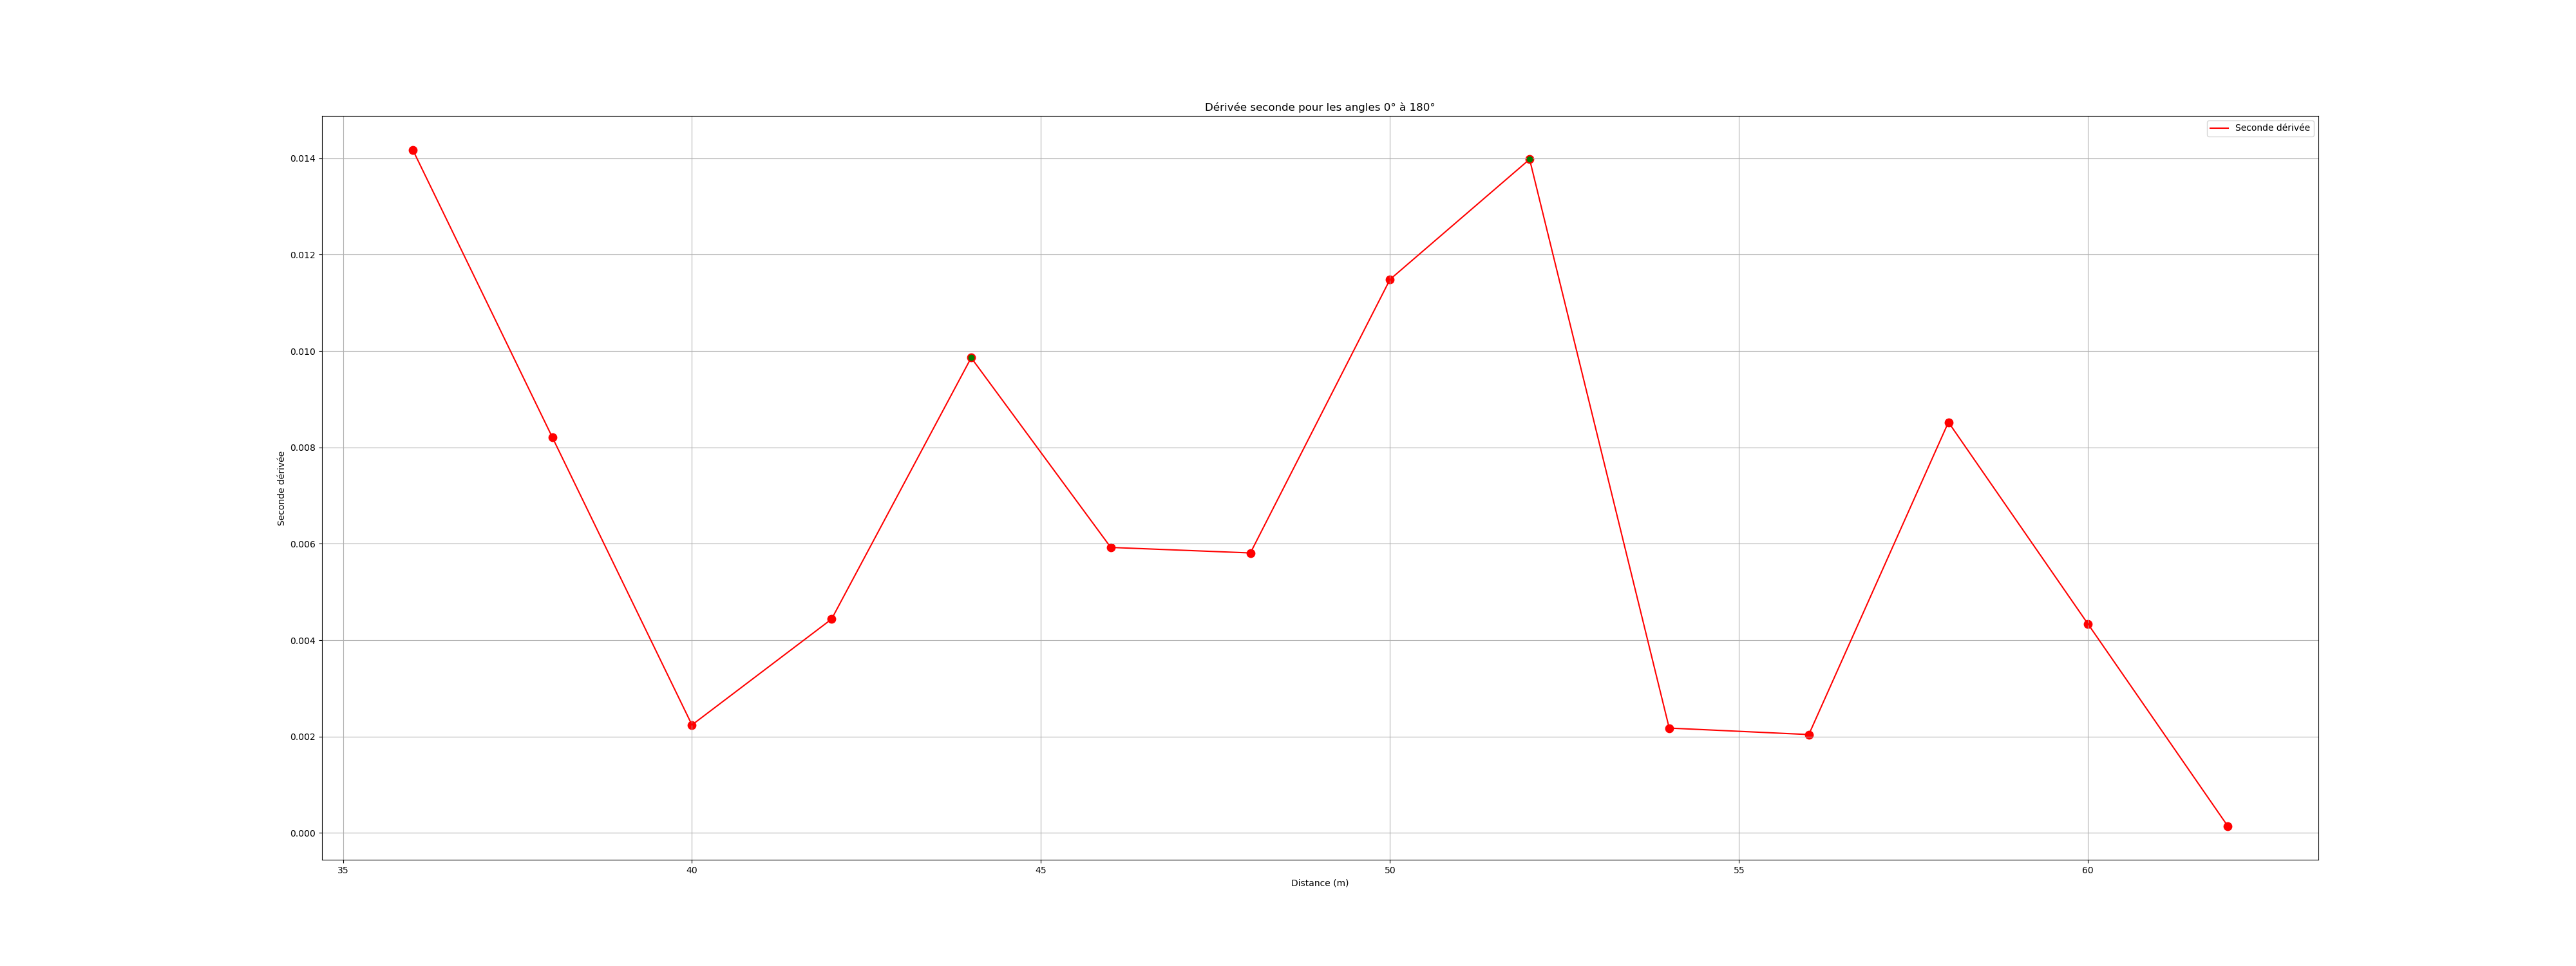 Dérivée seconde pour les angles 0° à 180°
Seconde dérivée
0.014
0.012
0.010
0.008
0.006
0.004
0.002
0.000
Seconde dérivée
35 40 45 50 55 60
Distance (m)